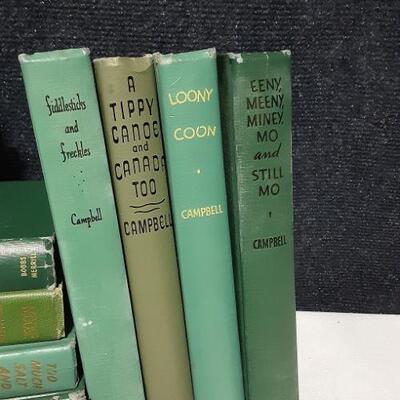 fiddlesticks
and
freckles
Campbell
A
TIPPY
CANOE
and
CANADA
TOO
CAMPBELL
LOONY
COON
CAMPBELL
EENY,
MEENY,
MINEY,
MO
and
STILL
MO
CAMPBELL
BOBBS
MERRILL
TOO
MUCH
SALT
AND